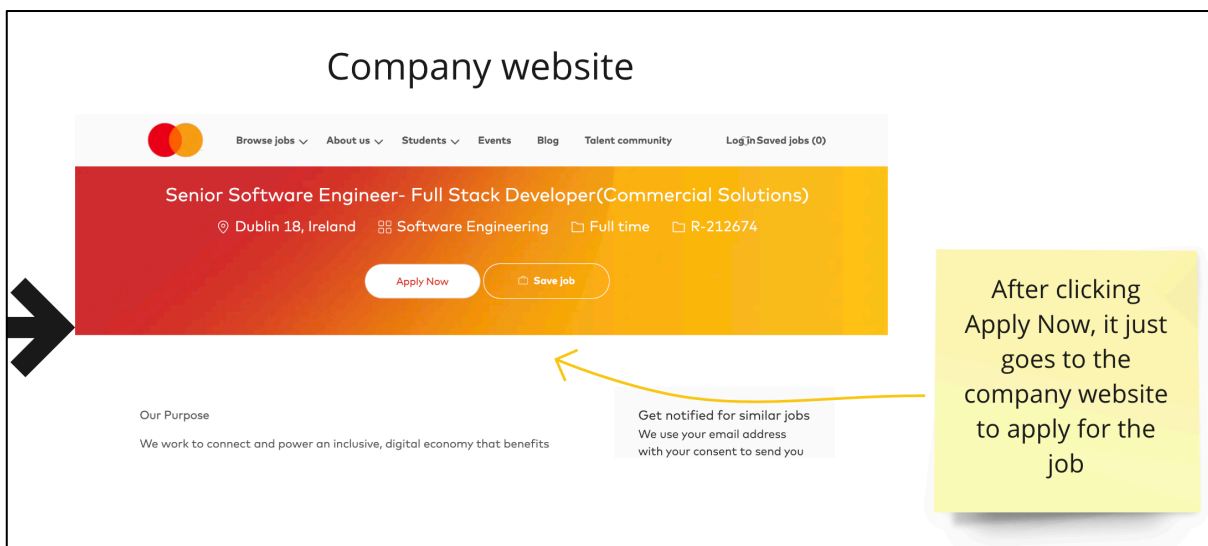 Company website
Browse jobs About us Students Events Blog Talent community Log in Saved jobs (0)
Senior Software Engineer- Full Stack Developer(Commercial Solutions)
Dublin 18, Ireland Software Engineering Full time R-212674
Apply Now Save job
After clicking
Apply Now, it just
goes to the
company website
to apply for the
job
Our Purpose
We work to connect and power an inclusive, digital economy that benefits
Get notified for similar jobs
We use your email address
with your consent to send you